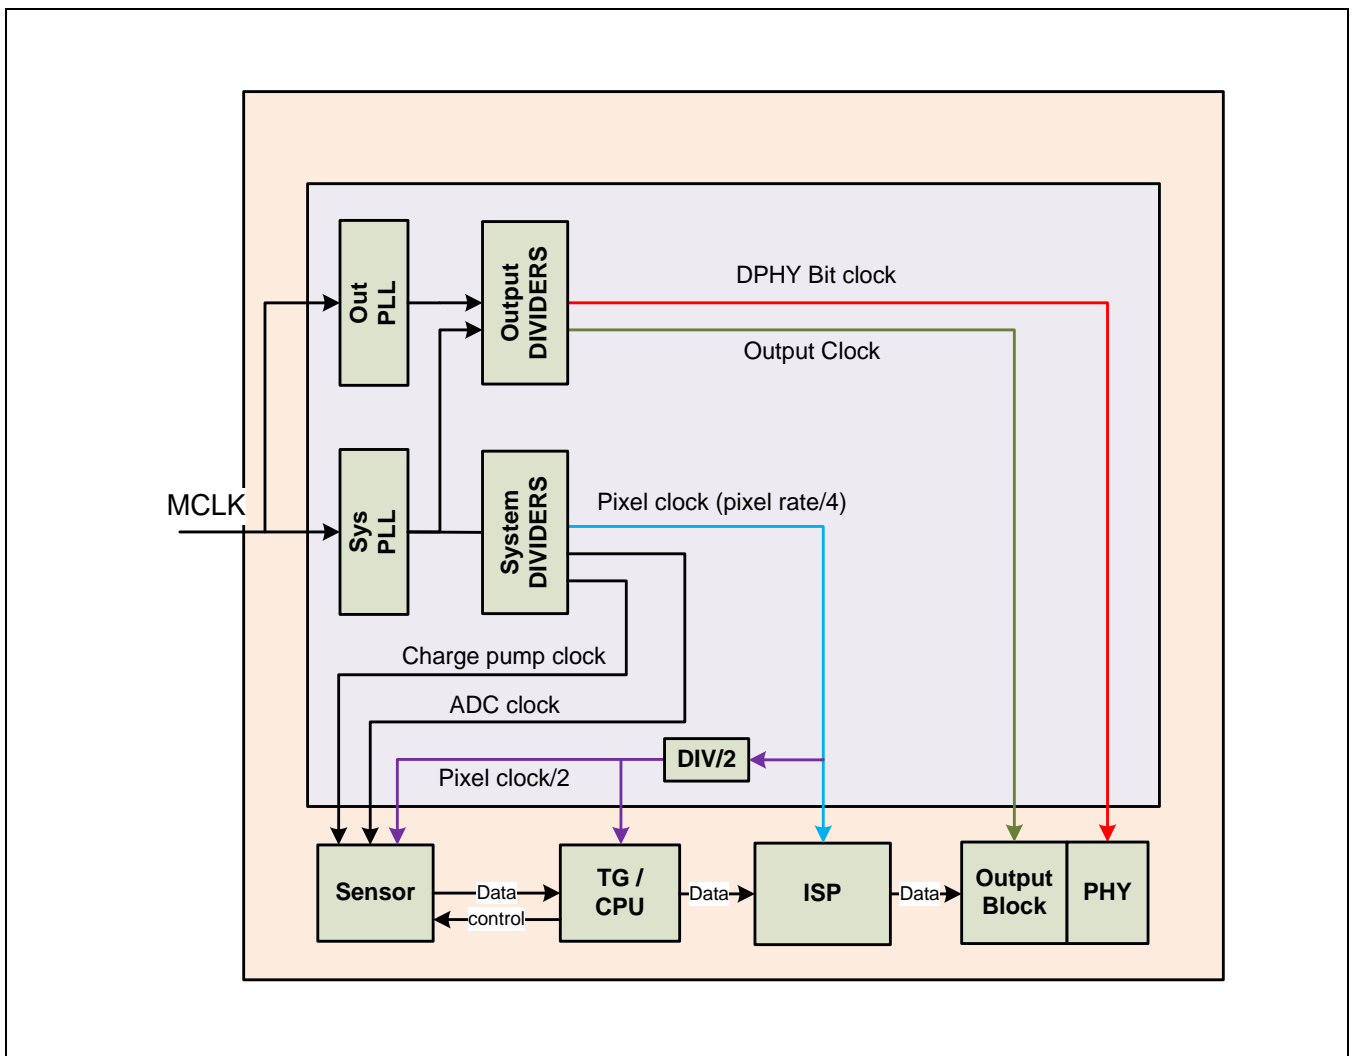 Out
PLL
Output
DIVIDERS
DPHY Bit clock
Output Clock
MCLK
Sys
PLL
System
DIVIDERS
Pixel clock (pixel rate/4)
Charge pump clock
ADC clock
DIV/2
Pixel clock/2
Sensor
Data
control
TG /
CPU
Data
ISP
Data
Output
Block
PHY